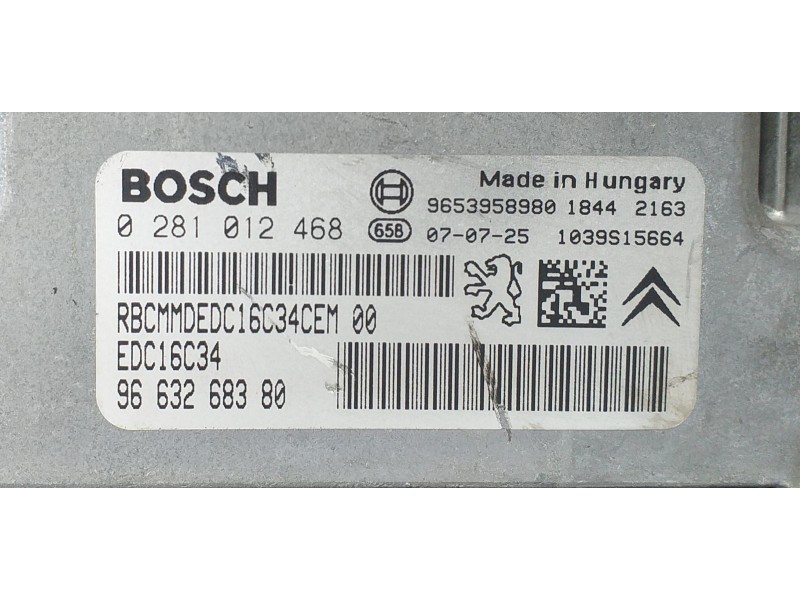 BOSCH
Made in Hungary
9653958980 1844 2163
0 281 012 468
658 07-07-25 1039S15664
RBCMMDEDC16C34CEM 00
EDC16C34
96 632 683 80